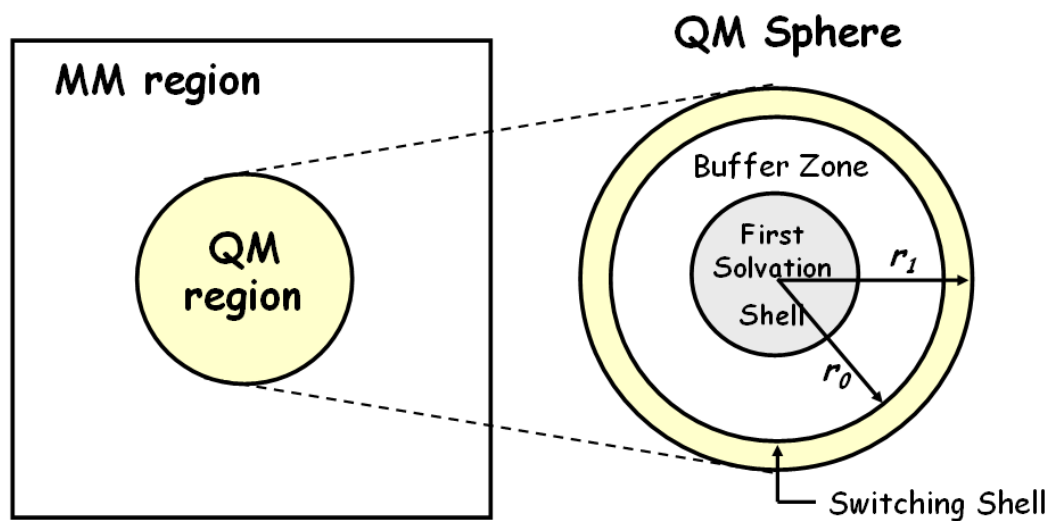 QM Sphere
MM region
QM
region
Buffer Zone
First
Solvation
Shell
r1
r0
Switching Shell